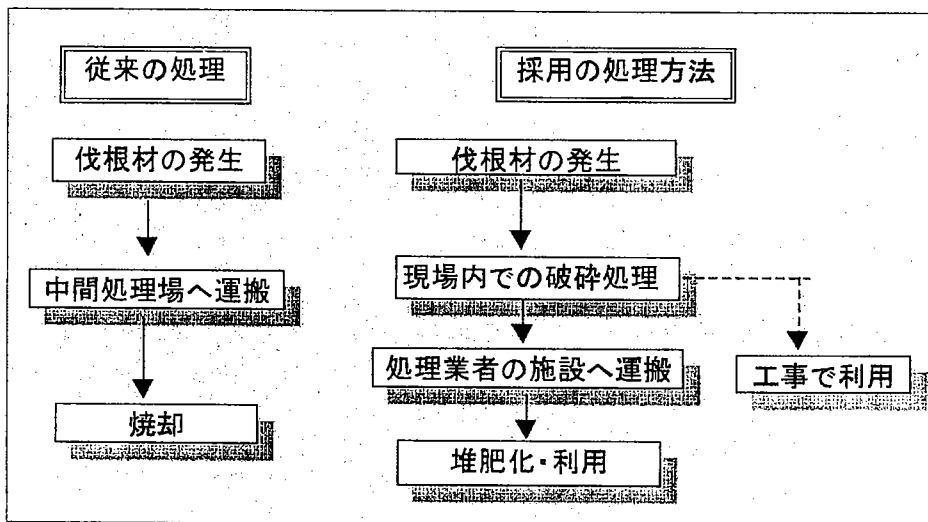 従来の処理
伐根材の発生
中間処理場へ運搬
焼却
採用の処理方法
伐根材の発生
現場内での破砕処理
処理業者の施設へ運搬
工事で利用
堆肥化・利用